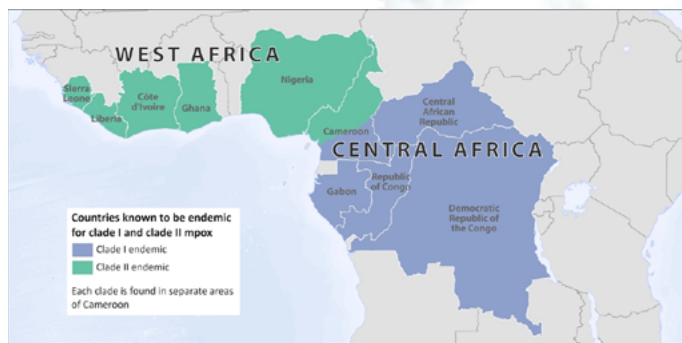 WEST AFRICA
Nigeria
Sierra
Leone
Côte
d'Ivoire
Ghana
Liberia
Central
African
Republic
Cameroon
CENTRAL AFRICA
Republic
of Congo
Gabon
Democratic
Republic of
the Congo
Countries known to be endemic
for clade I and clade II mpox
Clade I endemic
Clade II endemic
Each clade is found in separate areas
of Cameroon